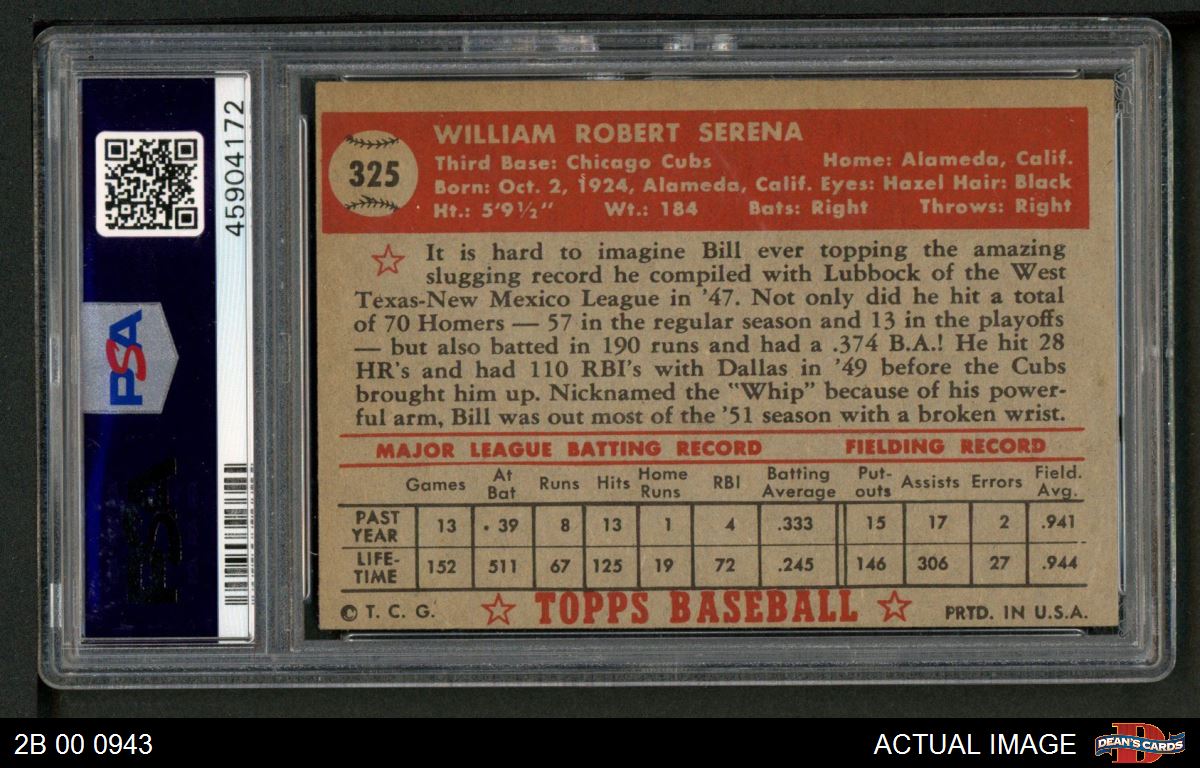 45904172
PSA
PSA
325
WILLIAM ROBERT SERENA
Third Base: Chicago Cubs Home: Alameda, Calif.
Born: Oct. 2, 1924, Alameda, Calif. Eyes: Hazel Hair: Black
Ht.: 5'9½" Wt.: 184 Bats: Right Throws: Right
It is hard to imagine Bill ever topping the amazing
slugging record he compiled with Lubbock of the West
Texas-New Mexico League in '47. Not only did he hit a total
of 70 Homers — 57 in the regular season and 13 in the playoffs
— but also batted in 190 runs and had a .374 B.A.! He hit 28
HR's and had 110 RBI's with Dallas in '49 before the Cubs
brought him up. Nicknamed the "Whip" because of his power-
ful arm, Bill was out most of the '51 season with a broken wrist.
MAJOR LEAGUE BATTING RECORD FIELDING RECORD
Games At Bat Runs Hits Home Runs RBI Batting Average Put-outs Assists Errors Field. Avg.
PAST YEAR 13 39 8 13 1 4 .333 15 17 2 .941
LIFE-TIME 152 511 67 125 19 72 .245 146 306 27 .944
© T. C. G. TOPPS BASEBALL PRTD. IN U.S.A.
PSA
2B 00 0943 ACTUAL IMAGE DEAN'S CARDS